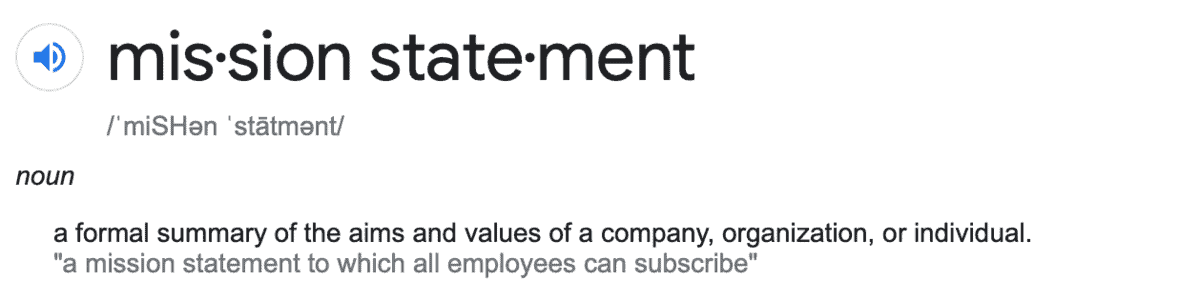 mis·sion state·ment
/ˈmiSHən ˈstātmənt/
noun
a formal summary of the aims and values of a company, organization, or individual.
"a mission statement to which all employees can subscribe"